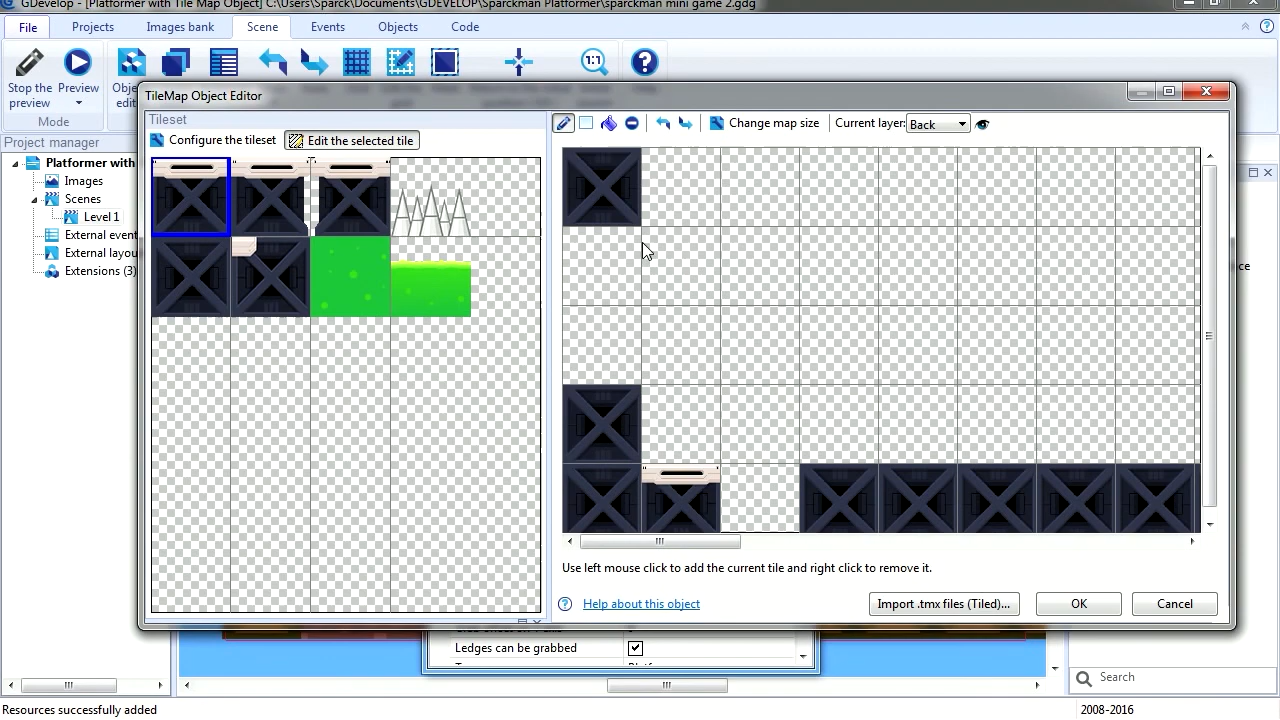 GDevelop - [Platformer with Tile Map Object] C:\Users\Sparck\Documents\GDEVELOP\Sparckman Platformer\sparckman mini game 2.gdg
File Projects Images bank Scene Events Objects Code
Stop the preview
Preview
Mode
Project manager
Platformer with
Images
Scenes
Level 1
External event
External layou
Extensions (3)
TileMap Object Editor
Tileset
Configure the tileset Edit the selected tile
Change map size Current layer: Back
Use left mouse click to add the current tile and right click to remove it.
Help about this object Import .tmx files (Tiled)... OK Cancel
Ledges can be grabbed
Search
Resources successfully added 2008-2016